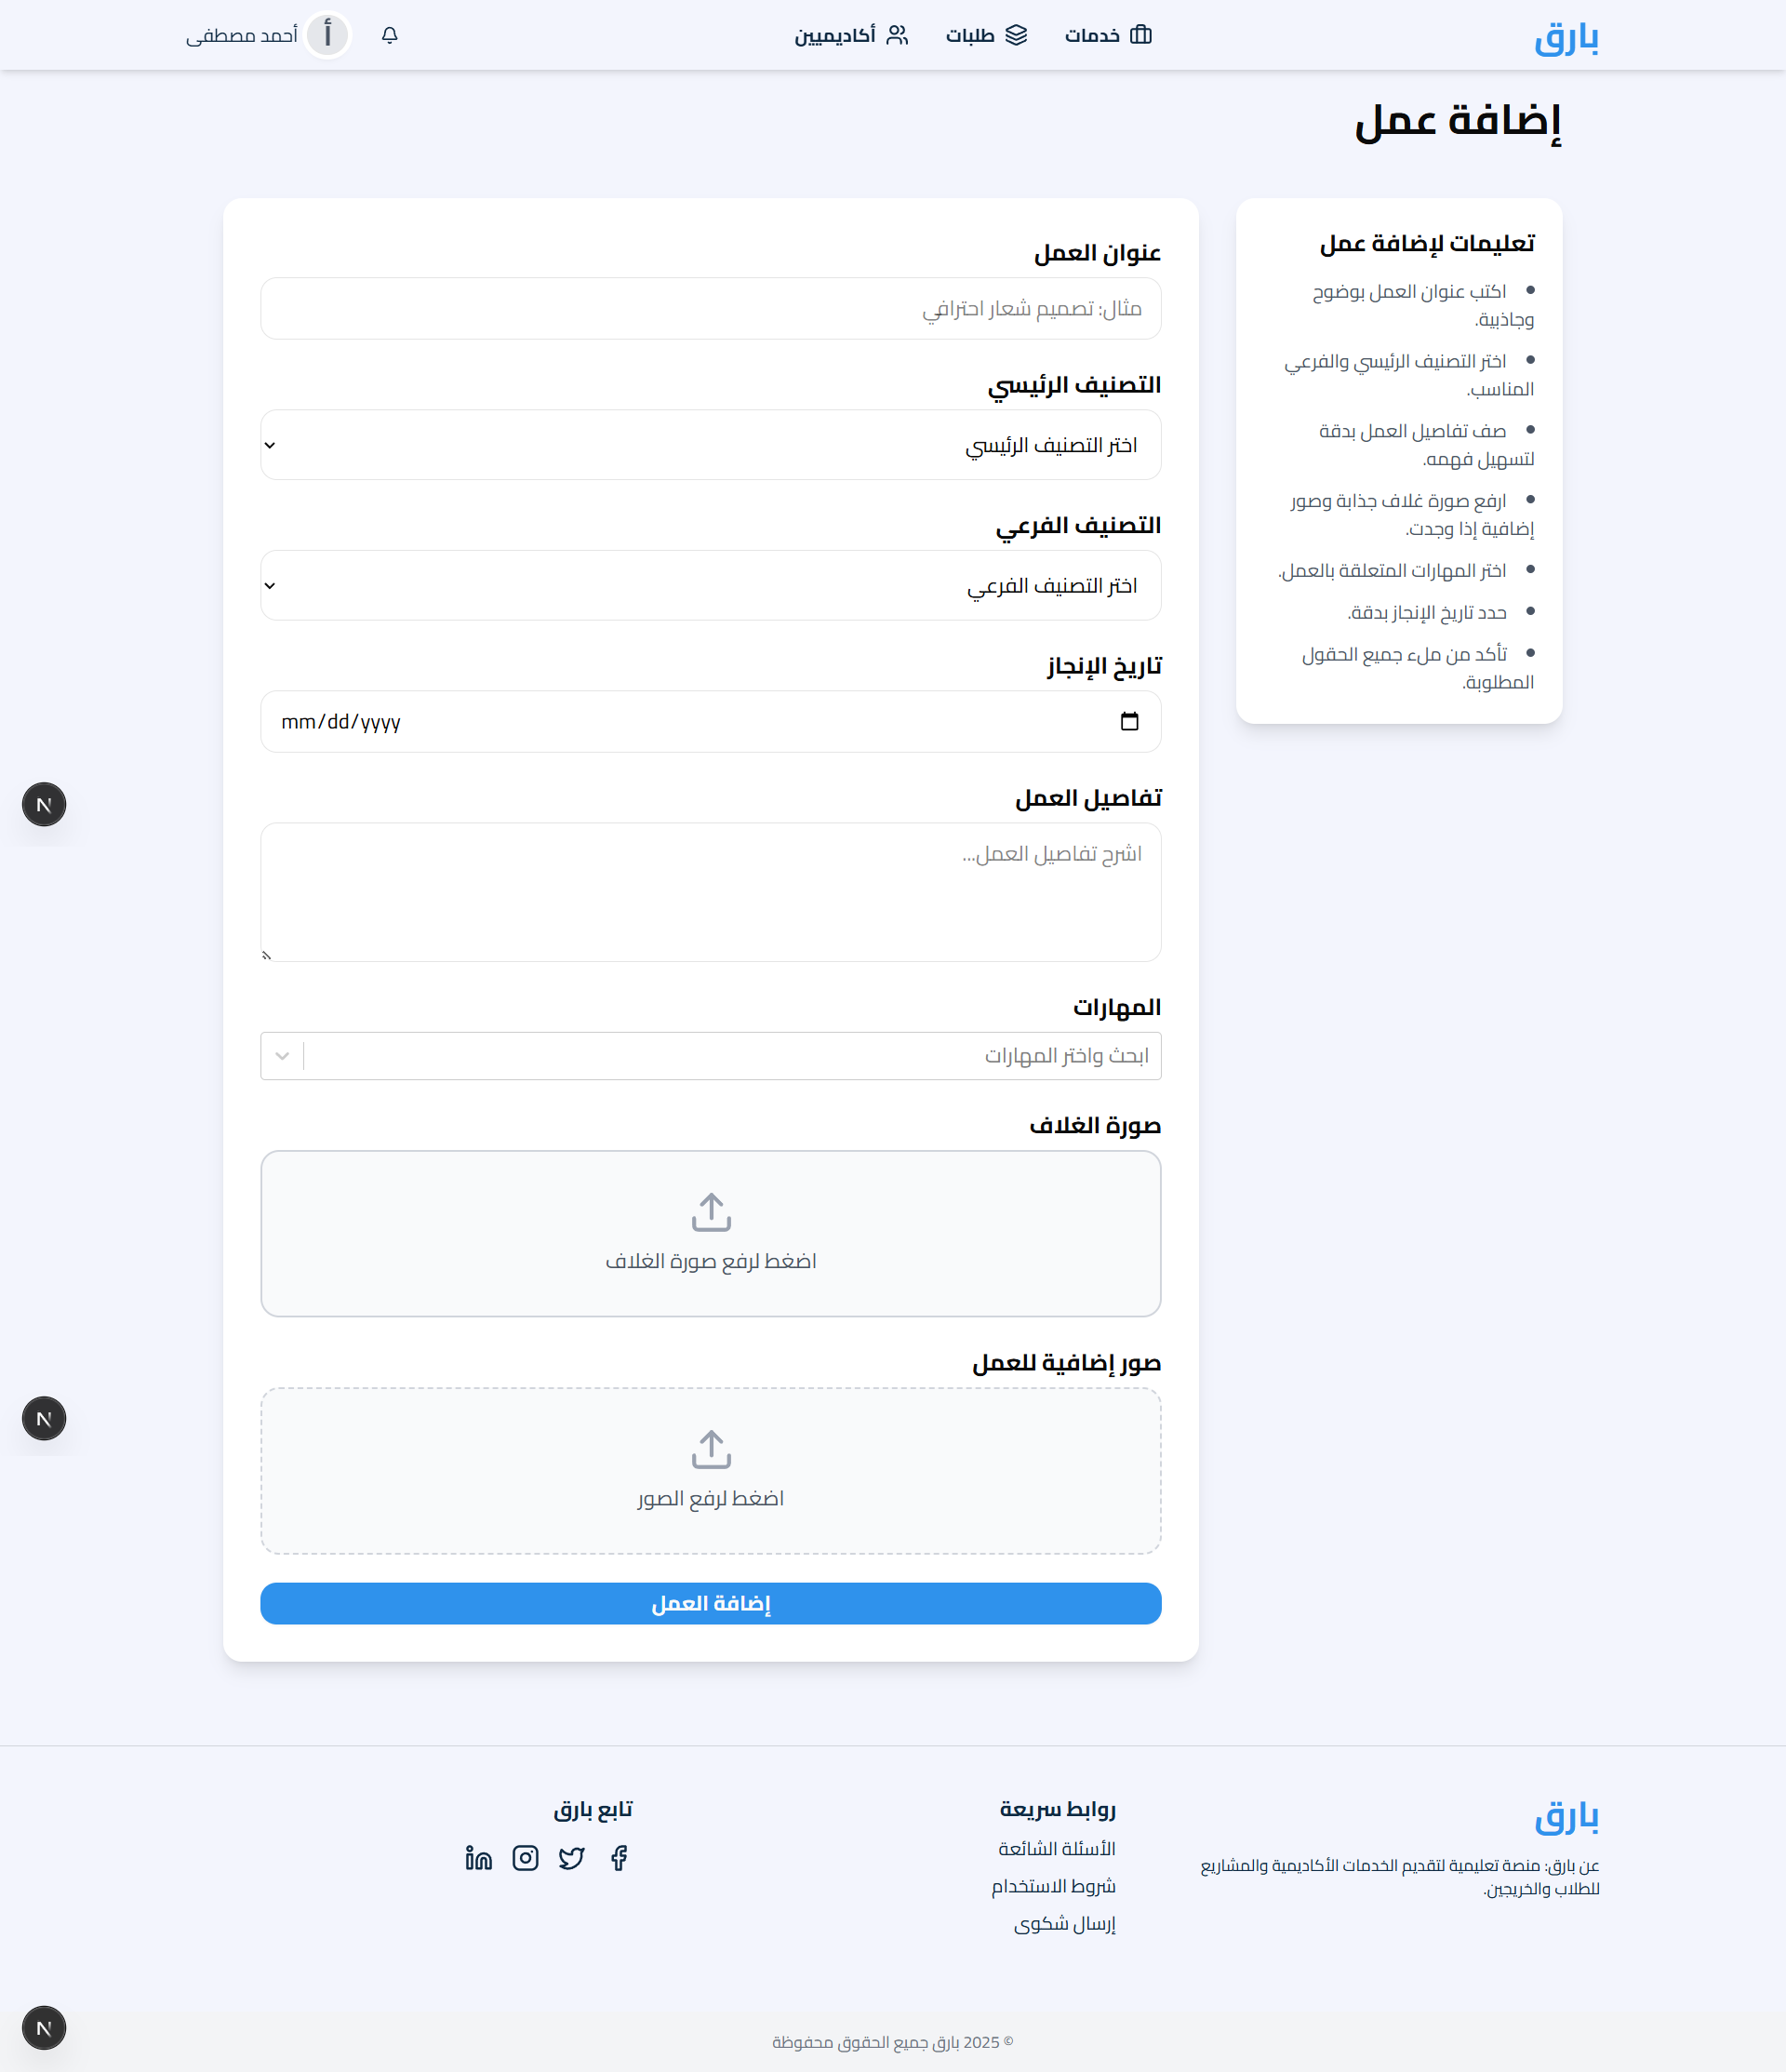 بارق
خدمات
طلبات
أكاديميين
أ
أحمد مصطفى
إضافة عمل
تعليمات لإضافة عمل
• اكتب عنوان العمل بوضوح
وجاذبية.
• اختر التصنيف الرئيسي والفرعي
المناسب.
• صف تفاصيل العمل بدقة
لتسهيل فهمه.
• ارفع صورة غلاف جذابة وصور
إضافية إذا وجدت.
• اختر المهارات المتعلقة بالعمل.
• حدد تاريخ الإنجاز بدقة.
• تأكد من ملء جميع الحقول
المطلوبة.
عنوان العمل
مثال: تصميم شعار احترافي
التصنيف الرئيسي
اختر التصنيف الرئيسي
التصنيف الفرعي
اختر التصنيف الفرعي
تاريخ الإنجاز
mm/dd/yyyy
تفاصيل العمل
اشرح تفاصيل العمل...
المهارات
ابحث واختر المهارات
صورة الغلاف
اضغط لرفع صورة الغلاف
صور إضافية للعمل
اضغط لرفع الصور
إضافة العمل
N
N
N
بارق
عن بارق: منصة تعليمية لتقديم الخدمات الأكاديمية والمشاريع
للطلاب والخريجين.
روابط سريعة
الأسئلة الشائعة
شروط الاستخدام
إرسال شكوى
تابع بارق
© 2025 بارق جميع الحقوق محفوظة